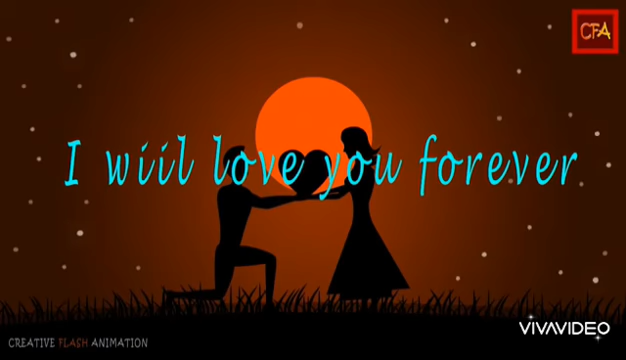 CFA
I wiil love you forever
CREATIVE FLASH ANIMATION
VIVAVIDEO